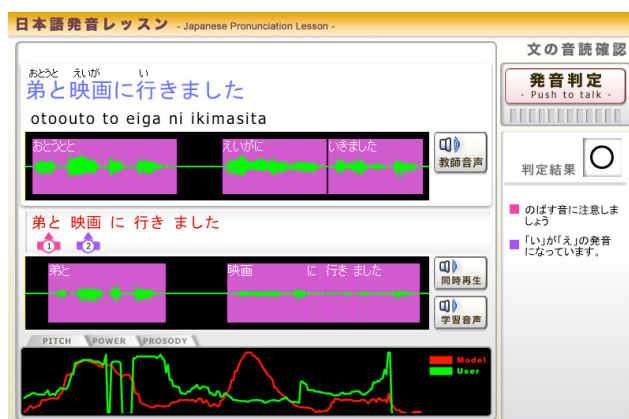 日本語発音レッスン - Japanese Pronunciation Lesson -
文の音読確認
おとうと えいが い
弟と映画に行きました
otoouto to eiga ni ikimasita
おとうとと えいがに いきました
教師音声
発音判定
- Push to talk -
判定結果
のばす音に注意しま
しょう
「い」が「え」の発音
になっています。
弟と 映画 に 行き ました
1 2
弟と 映画 に 行き ました
同時再生
学習音声
PITCH POWER PROSODY
Model
User